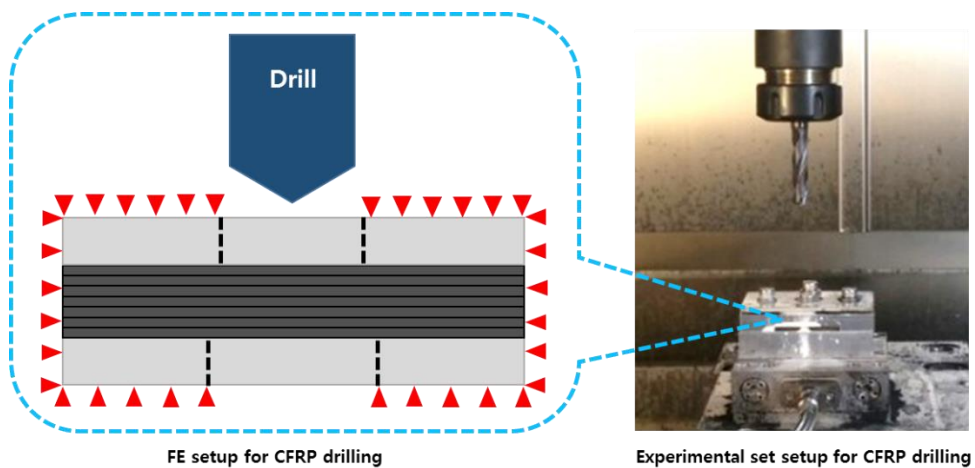 Drill
FE setup for CFRP drilling
Experimental set setup for CFRP drilling